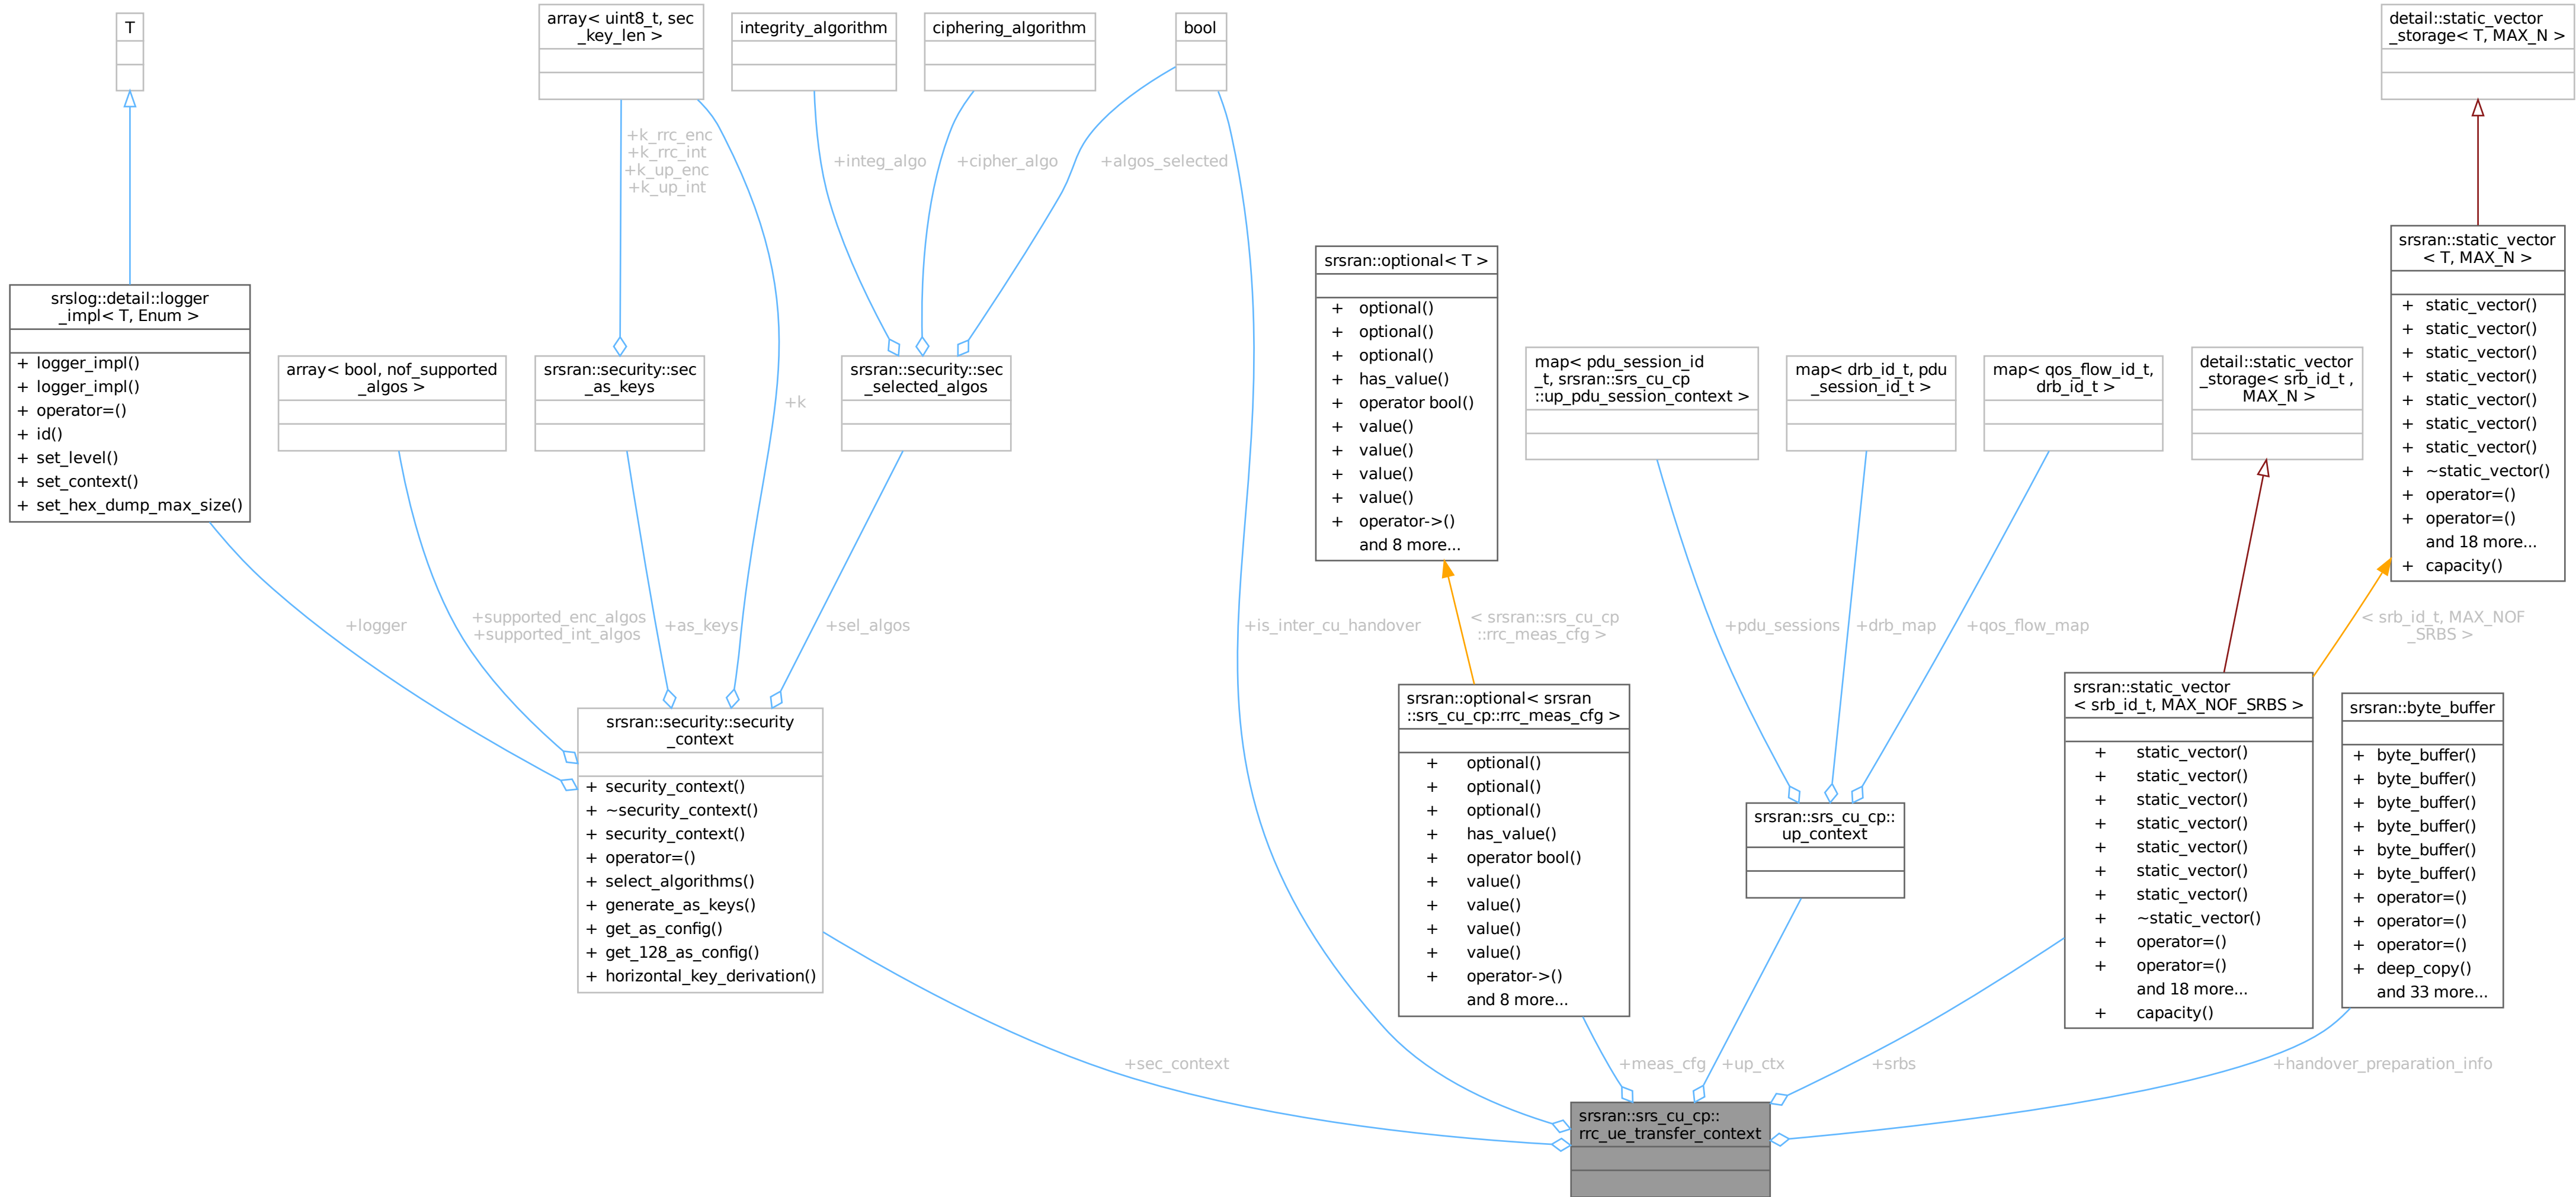 T
array< uint8_t, sec
_key_len >
integrity_algorithm
ciphering_algorithm
bool
detail::static_vector
_storage< T, MAX_N >
+k_rrc_enc
+k_rrc_int
+k_up_enc
+k_up_int
+integ_algo
+cipher_algo
+algos_selected
srslog::detail::logger
_impl< T, Enum >
+ logger_impl()
+ logger_impl()
+ operator=()
+ id()
+ set_level()
+ set_context()
+ set_hex_dump_max_size()
array< bool, nof_supported
_algos >
srsran::security::sec
_as_keys
+k
srsran::security::sec
_selected_algos
srsran::optional< T >
+ optional()
+ optional()
+ optional()
+ has_value()
+ operator bool()
+ value()
+ value()
+ value()
+ value()
+ operator->()
and 8 more...
map< pdu_session_id
_t, srsran::srs_cu_cp
::up_pdu_session_context >
map< drb_id_t, pdu
_session_id_t >
map< qos_flow_id_t,
drb_id_t >
detail::static_vector
_storage< srb_id_t ,
MAX_N >
srsran::static_vector
< T, MAX_N >
+ static_vector()
+ static_vector()
+ static_vector()
+ static_vector()
+ static_vector()
+ static_vector()
+ static_vector()
+ ~static_vector()
+ operator=()
+ operator=()
and 18 more...
+ capacity()
+logger
+supported_enc_algos
+supported_int_algos
+as_keys
+sel_algos
+is_inter_cu_handover
< srsran::srs_cu_cp
::rrc_meas_cfg >
+pdu_sessions
+drb_map
+qos_flow_map
< srb_id_t, MAX_NOF
_SRBS >
srsran::security::security
_context
+ security_context()
+ ~security_context()
+ security_context()
+ operator=()
+ select_algorithms()
+ generate_as_keys()
+ get_as_config()
+ get_128_as_config()
+ horizontal_key_derivation()
srsran::optional< srsran
::srs_cu_cp::rrc_meas_cfg >
+ optional()
+ optional()
+ optional()
+ has_value()
+ operator bool()
+ value()
+ value()
+ value()
+ value()
+ operator->()
and 8 more...
srsran::srs_cu_cp::
up_context
srsran::static_vector
< srb_id_t, MAX_NOF_SRBS >
+ static_vector()
+ static_vector()
+ static_vector()
+ static_vector()
+ static_vector()
+ static_vector()
+ static_vector()
+ ~static_vector()
+ operator=()
+ operator=()
and 18 more...
+ capacity()
srsran::byte_buffer
+ byte_buffer()
+ byte_buffer()
+ byte_buffer()
+ byte_buffer()
+ byte_buffer()
+ byte_buffer()
+ operator=()
+ operator=()
+ operator=()
+ deep_copy()
and 33 more...
+sec_context
+meas_cfg
+up_ctx
+srbs
+handover_preparation_info
srsran::srs_cu_cp::
rrc_ue_transfer_context